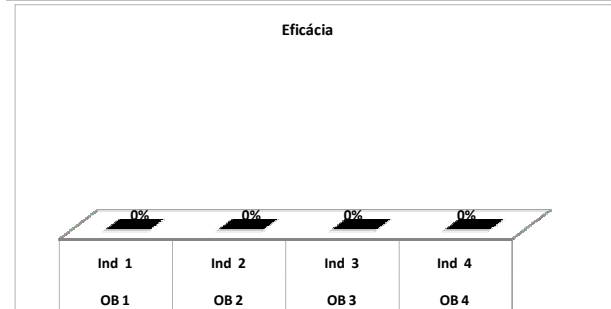 Eficácia
0% 0% 0% 0%
Ind 1 Ind 2 Ind 3 Ind 4
OB 1 OB 2 OB 3 OB 4